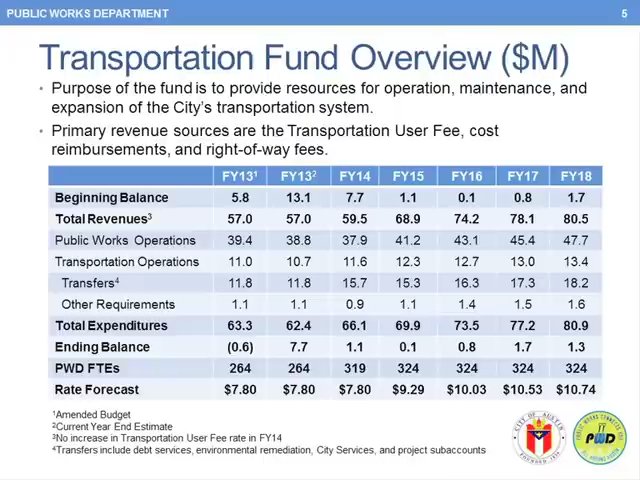 PUBLIC WORKS DEPARTMENT 5
Transportation Fund Overview ($M)
• Purpose of the fund is to provide resources for operation, maintenance, and
expansion of the City's transportation system.
• Primary revenue sources are the Transportation User Fee, cost
reimbursements, and right-of-way fees.
FY13¹ FY13² FY14 FY15 FY16 FY17 FY18
Beginning Balance 5.8 13.1 7.7 1.1 0.1 0.8 1.7
Total Revenues³ 57.0 57.0 59.5 68.9 74.2 78.1 80.5
Public Works Operations 39.4 38.8 37.9 41.2 43.1 45.4 47.7
Transportation Operations 11.0 10.7 11.6 12.3 12.7 13.0 13.4
Transfers⁴ 11.8 11.8 15.7 15.3 16.3 17.3 18.2
Other Requirements 1.1 1.1 0.9 1.1 1.4 1.5 1.6
Total Expenditures 63.3 62.4 66.1 69.9 73.5 77.2 80.9
Ending Balance (0.6) 7.7 1.1 0.1 0.8 1.7 1.3
PWD FTEs 264 264 319 324 324 324 324
Rate Forecast $7.80 $7.80 $7.80 $9.29 $10.03 $10.53 $10.74
¹Amended Budget
²Current Year End Estimate
³No increase in Transportation User Fee rate in FY14
⁴Transfers include debt services, environmental remediation, City Services, and project subaccounts
CITY OF AUSTIN
FOUNDED 1839
PUBLIC WORKS CONNECTS YOU
PWD
ALL AROUND AUSTIN